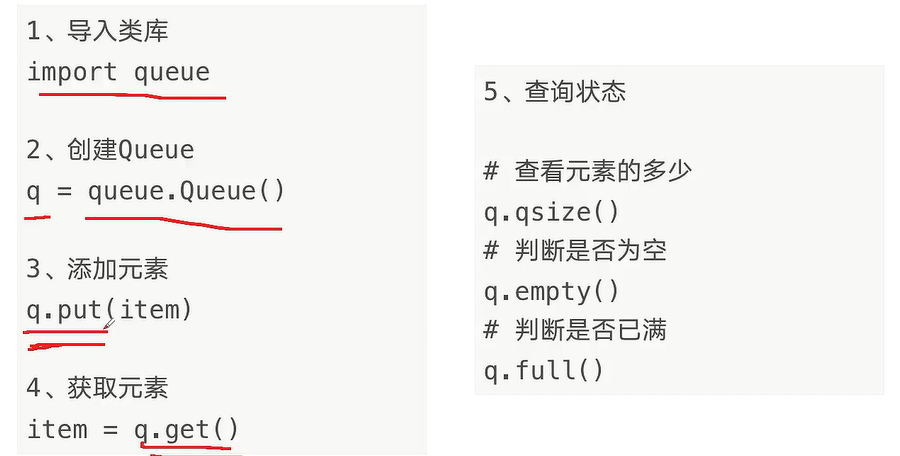 1、导入类库
import queue
2、创建Queue
q = queue.Queue()
3、添加元素
q.put(item)
4、获取元素
item = q.get()
5、查询状态
# 查看元素的多少
q.qsize()
# 判断是否为空
q.empty()
# 判断是否已满
q.full()